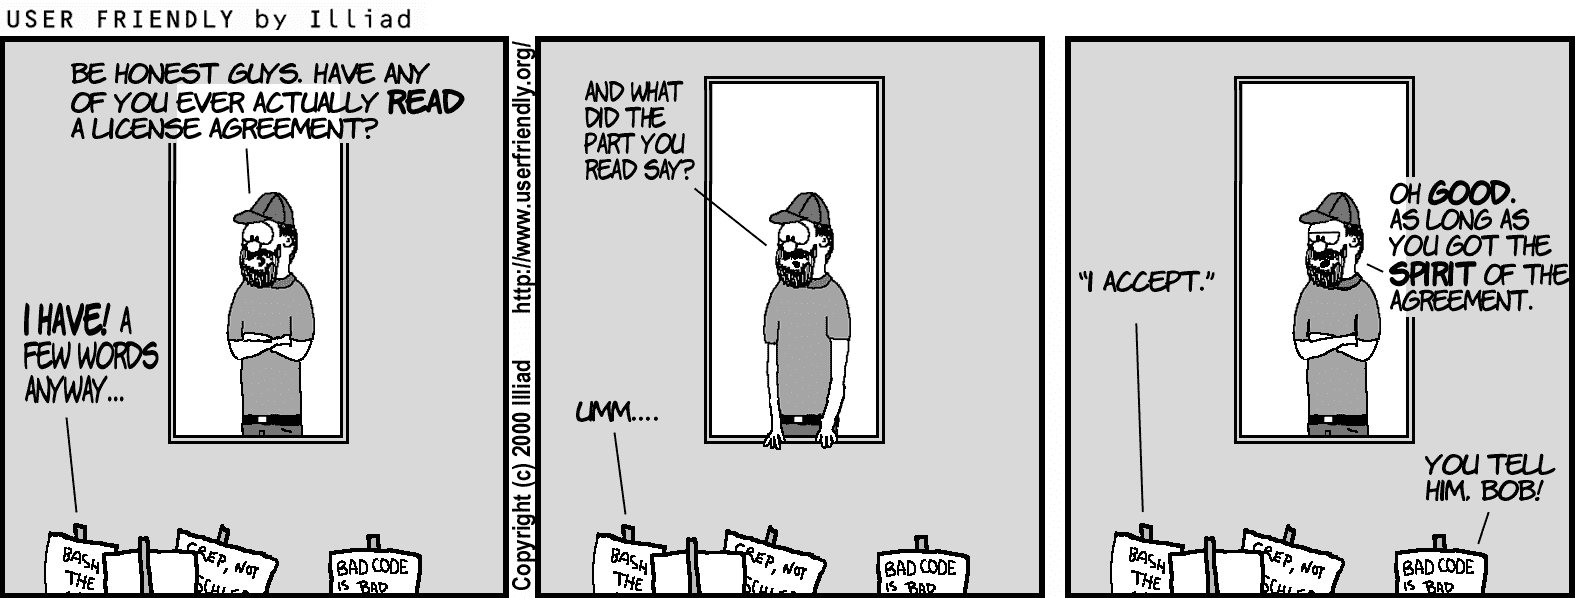 USER FRIENDLY by Illiad
BE HONEST GUYS. HAVE ANY
OF YOU EVER ACTUALLY READ
A LICENSE AGREEMENT?
I HAVE! A
FEW WORDS
ANYWAY...
BASH
THE
GREP, NOT
BAD CODE
IS BAD
Copyright (c) 2000 Illiad http://www.userfriendly.org/
AND WHAT
DID THE
PART YOU
READ SAY?
UMM....
BASH
THE
GREP, NOT
BAD CODE
IS BAD
"I ACCEPT."
OH GOOD.
AS LONG AS
YOU GOT THE
SPIRIT OF THE
AGREEMENT.
YOU TELL
HIM, BOB!
BASH
THE
GREP, NOT
BAD CODE
IS BAD